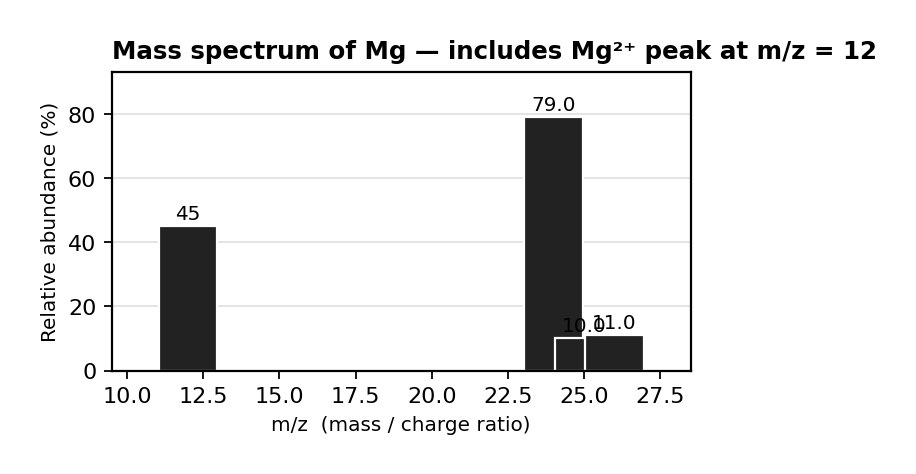 Mass spectrum of Mg — includes Mg²⁺ peak at m/z = 12
Relative abundance (%)
80
60
40
20
0
45
79.0
10.0
11.0
10.0 12.5 15.0 17.5 20.0 22.5 25.0 27.5
m/z (mass / charge ratio)